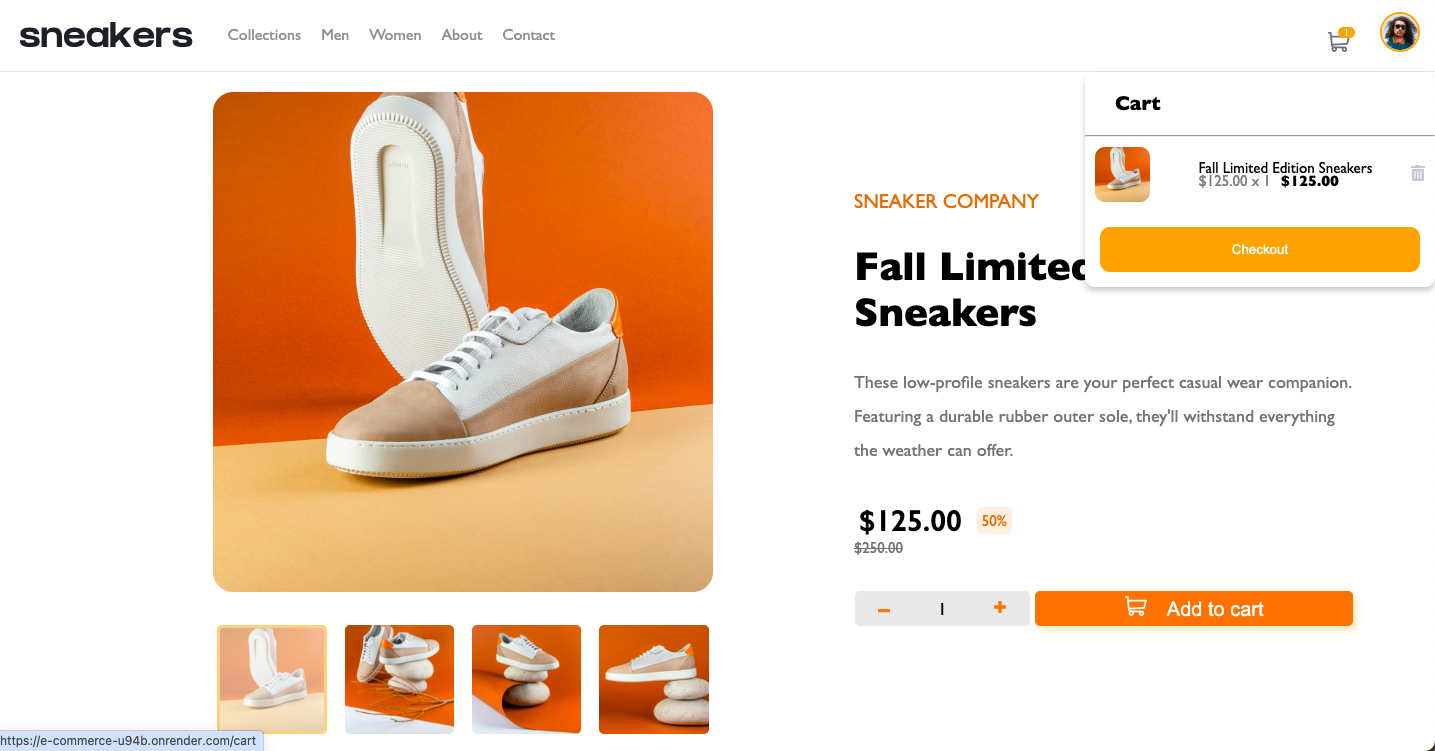 sneakers
Collections Men Women About Contact
1
Cart
Fall Limited Edition Sneakers
$125.00 x 1 $125.00
Checkout
SNEAKER COMPANY
Fall Limited
Sneakers
These low-profile sneakers are your perfect casual wear companion.
Featuring a durable rubber outer sole, they'll withstand everything
the weather can offer.
$125.00 50%
$250.00
– 1 + Add to cart
https://e-commerce-u94b.onrender.com/cart